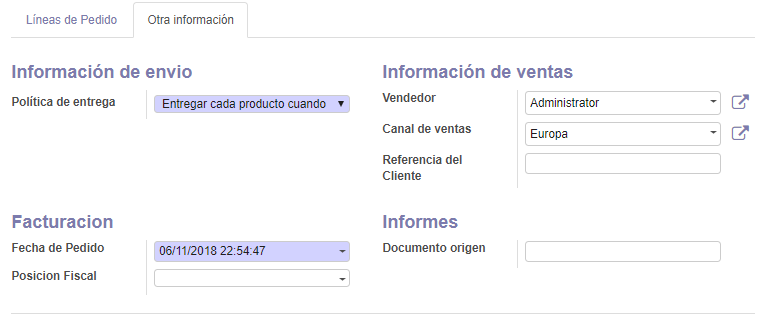 Líneas de Pedido
Otra información
Información de envio
Política de entrega
Entregar cada producto cuando
Información de ventas
Vendedor
Administrator
Canal de ventas
Europa
Referencia del
Cliente
Facturacion
Fecha de Pedido
06/11/2018 22:54:47
Posicion Fiscal
Informes
Documento origen